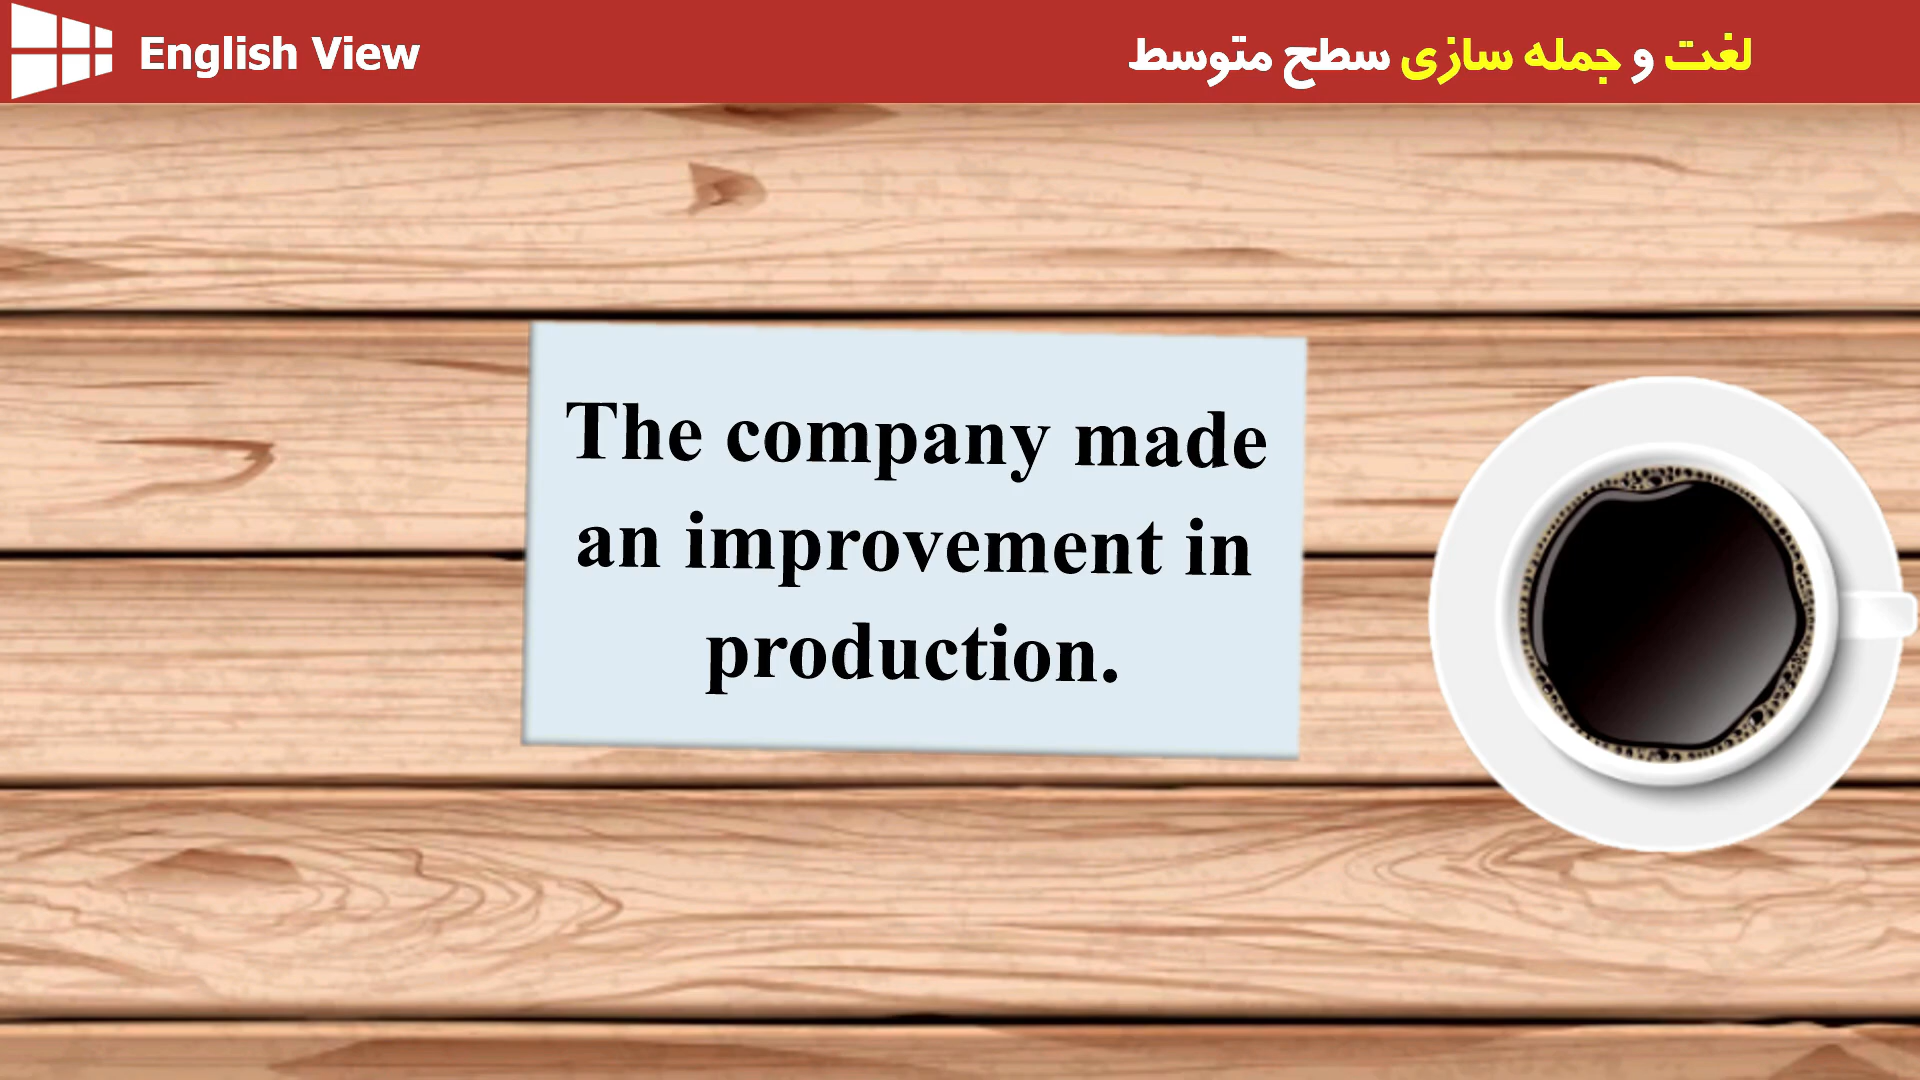 English View
لغت و جمله سازی سطح متوسط
The company made
an improvement in
production.